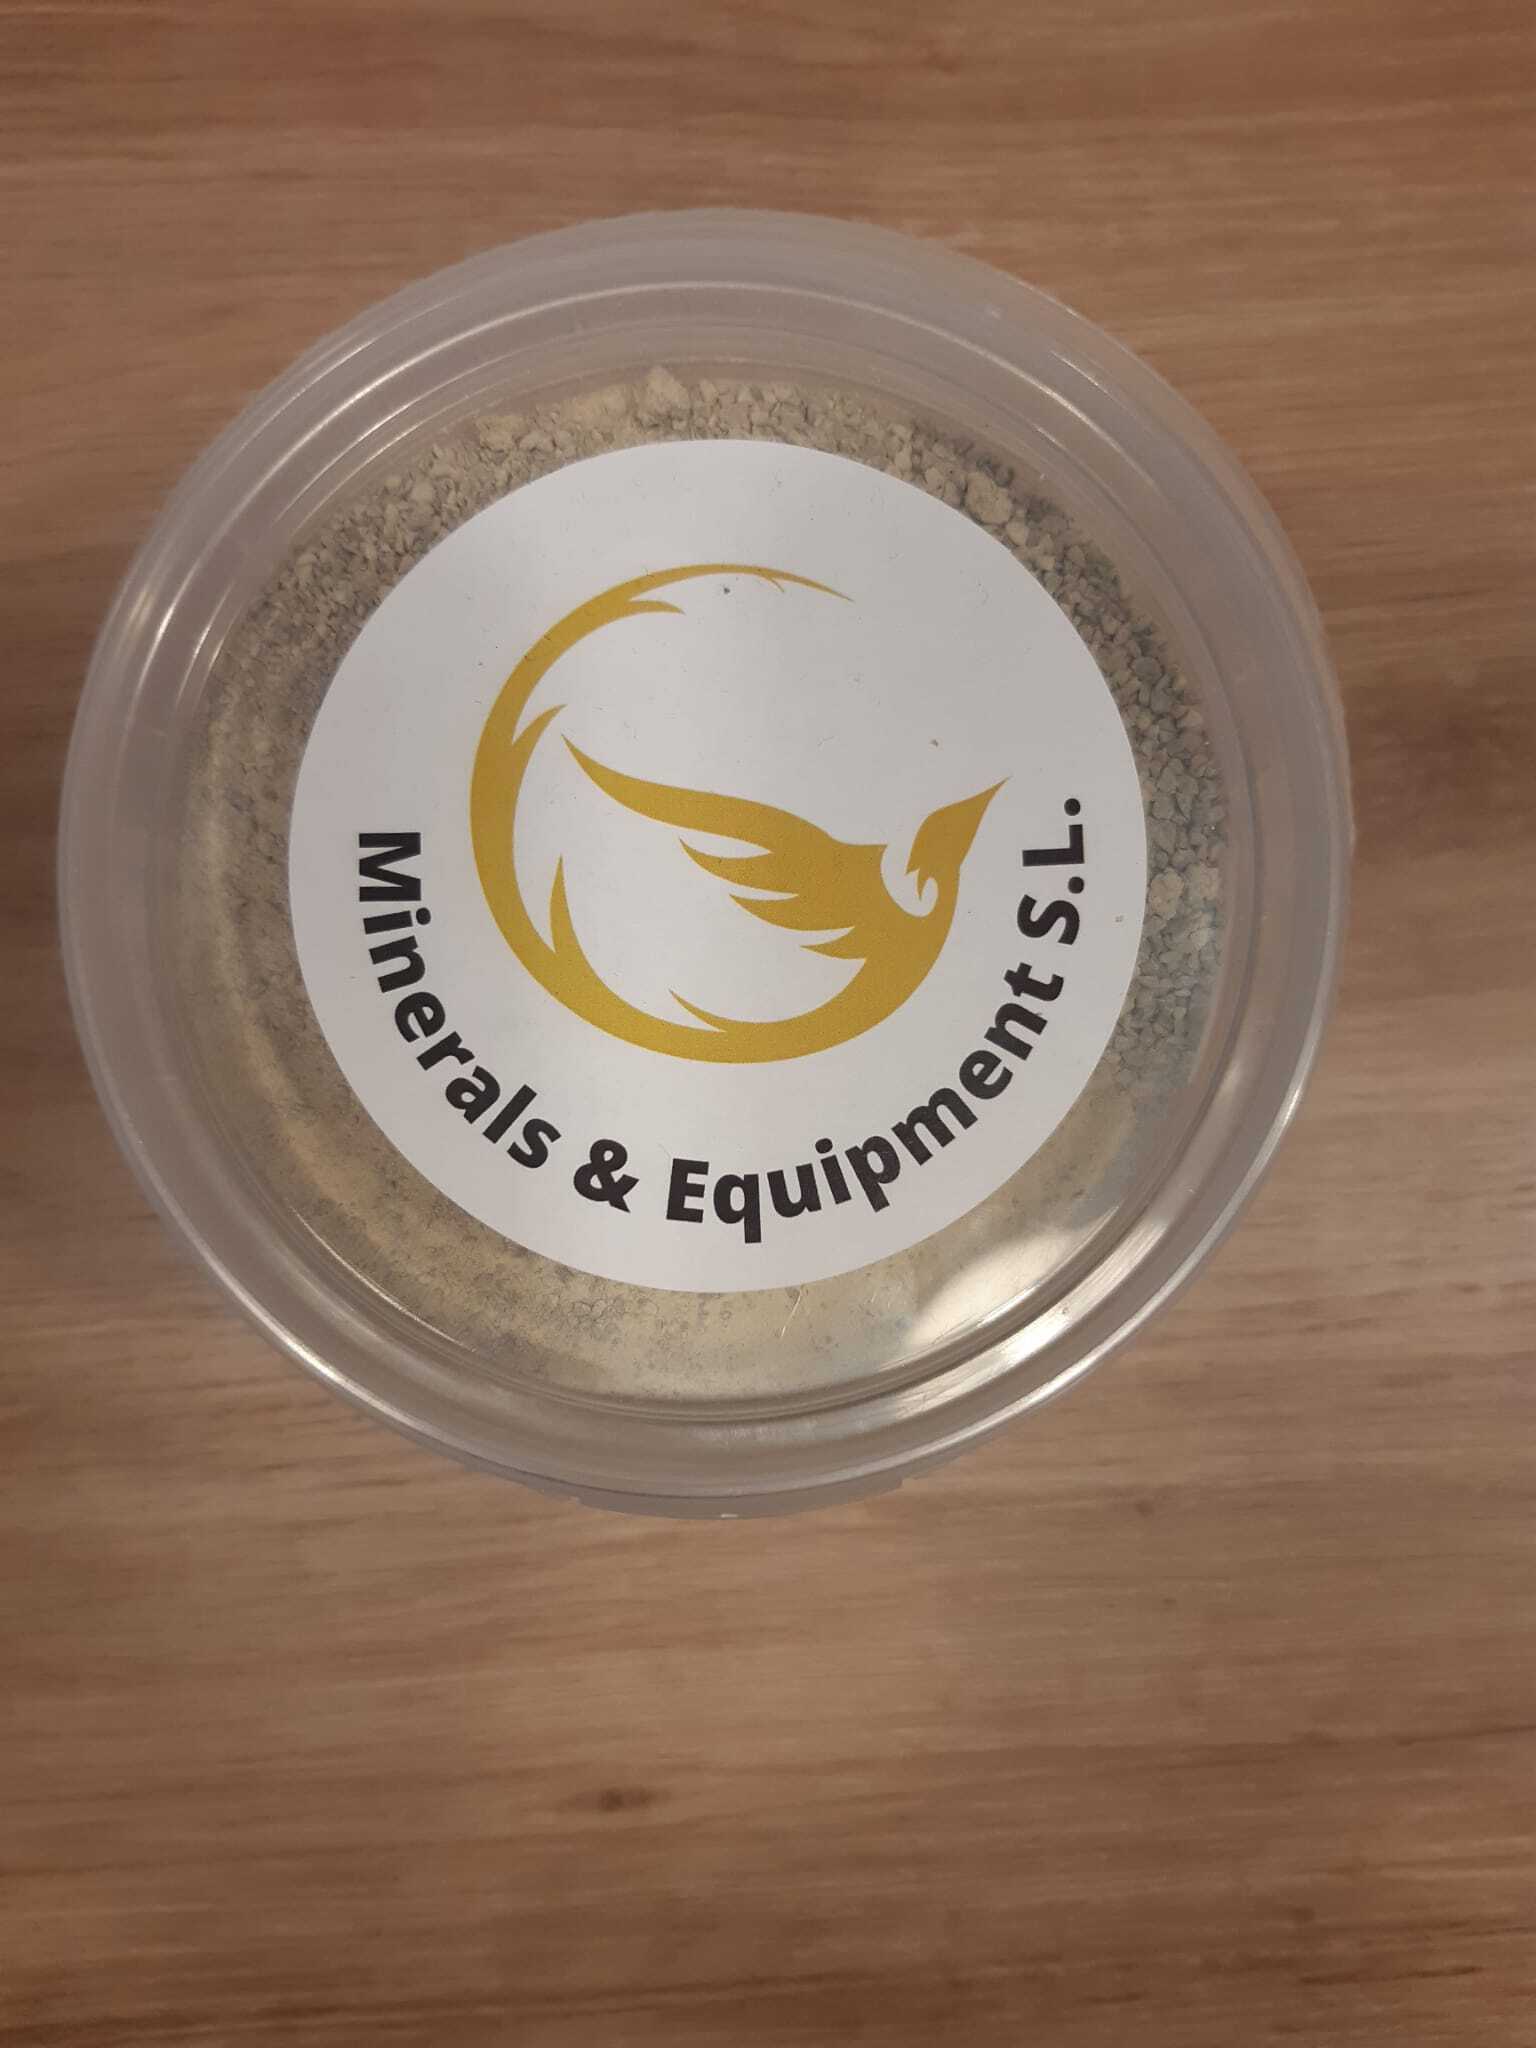 Minerals & Equipment S.L.